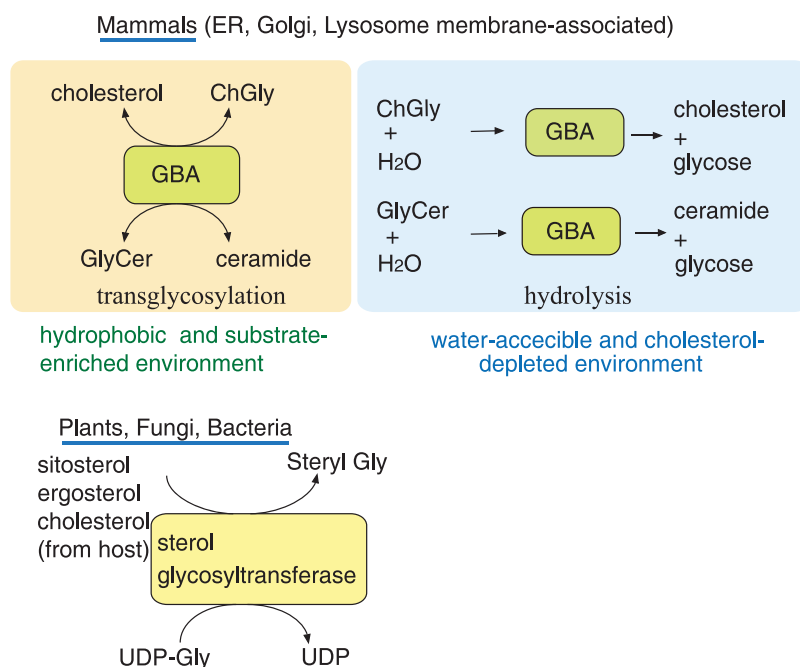 Mammals (ER, Golgi, Lysosome membrane-associated)
cholesterol ChGly
GBA
GlyCer ceramide
transglycosylation
ChGly
+
H2O
GBA
cholesterol
+
glycose
GlyCer
+
H2O
GBA
ceramide
+
glycose
hydrolysis
hydrophobic and substrate-
enriched environment
water-accecible and cholesterol-
depleted environment
Plants, Fungi, Bacteria
sitosterol
ergosterol
cholesterol
(from host)
Steryl Gly
sterol
glycosyltransferase
UDP-Gly UDP